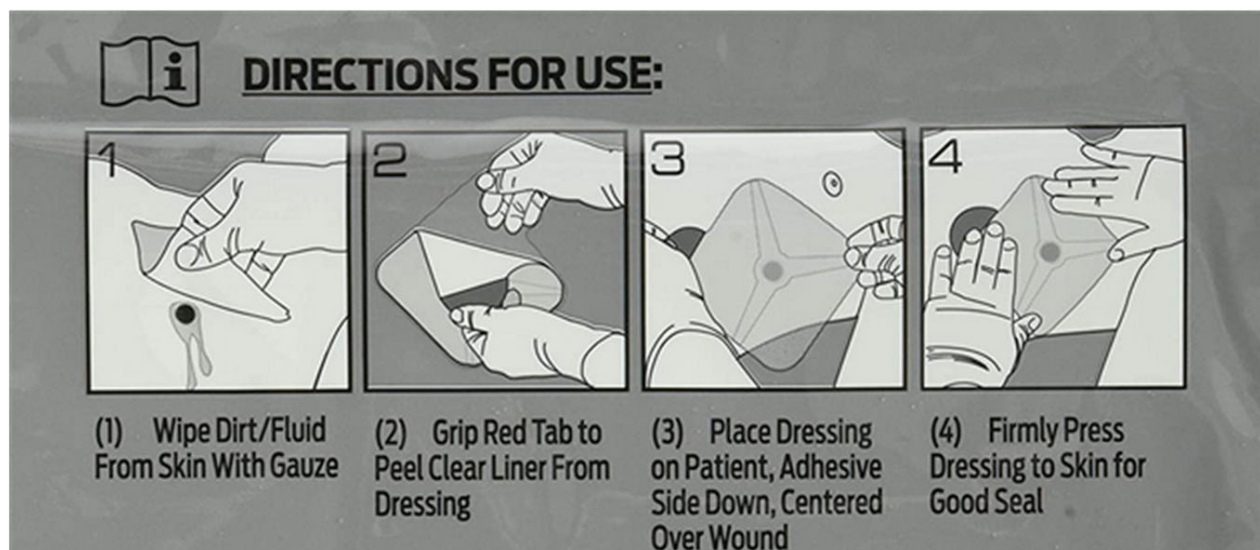 DIRECTIONS FOR USE:
1
2
3
4
(1) Wipe Dirt/Fluid
From Skin With Gauze
(2) Grip Red Tab to
Peel Clear Liner From
Dressing
(3) Place Dressing
on Patient, Adhesive
Side Down, Centered
Over Wound
(4) Firmly Press
Dressing to Skin for
Good Seal